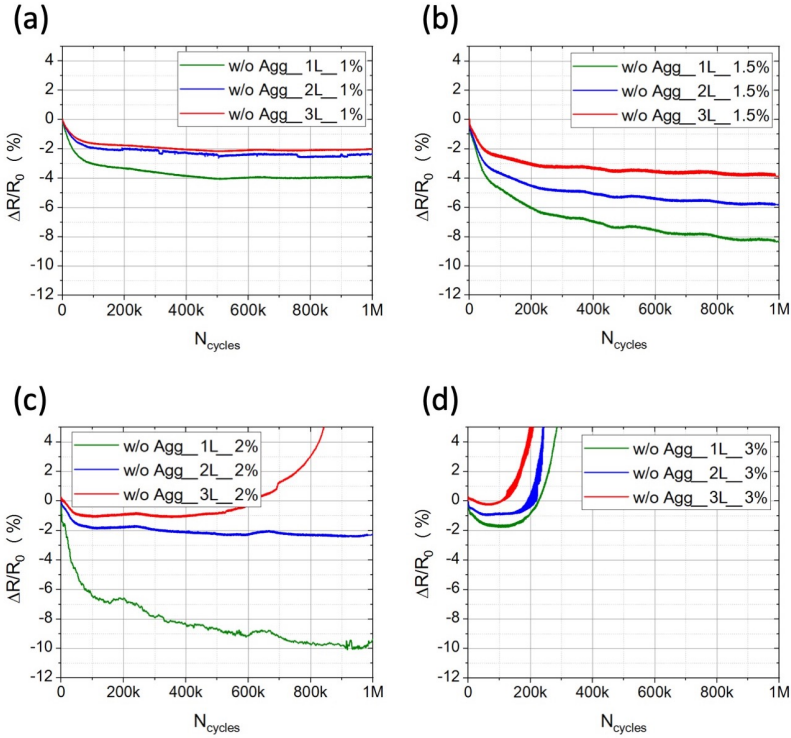 (a)
(b)
4
2
0
-2
-4
-6
-8
-10
-12
ΔR/R0 (%)
w/o Agg__1L__1%
w/o Agg__2L__1%
w/o Agg__3L__1%
0 200k 400k 600k 800k 1M
Ncycles
4
2
0
-2
-4
-6
-8
-10
-12
ΔR/R0 (%)
w/o Agg__1L__1.5%
w/o Agg__2L__1.5%
w/o Agg__3L__1.5%
0 200k 400k 600k 800k 1M
Ncycles
(c)
(d)
4
2
0
-2
-4
-6
-8
-10
-12
ΔR/R0 (%)
w/o Agg__1L__2%
w/o Agg__2L__2%
w/o Agg__3L__2%
0 200k 400k 600k 800k 1M
Ncycles
4
2
0
-2
-4
-6
-8
-10
-12
ΔR/R0 (%)
w/o Agg__1L__3%
w/o Agg__2L__3%
w/o Agg__3L__3%
0 200k 400k 600k 800k 1M
Ncycles